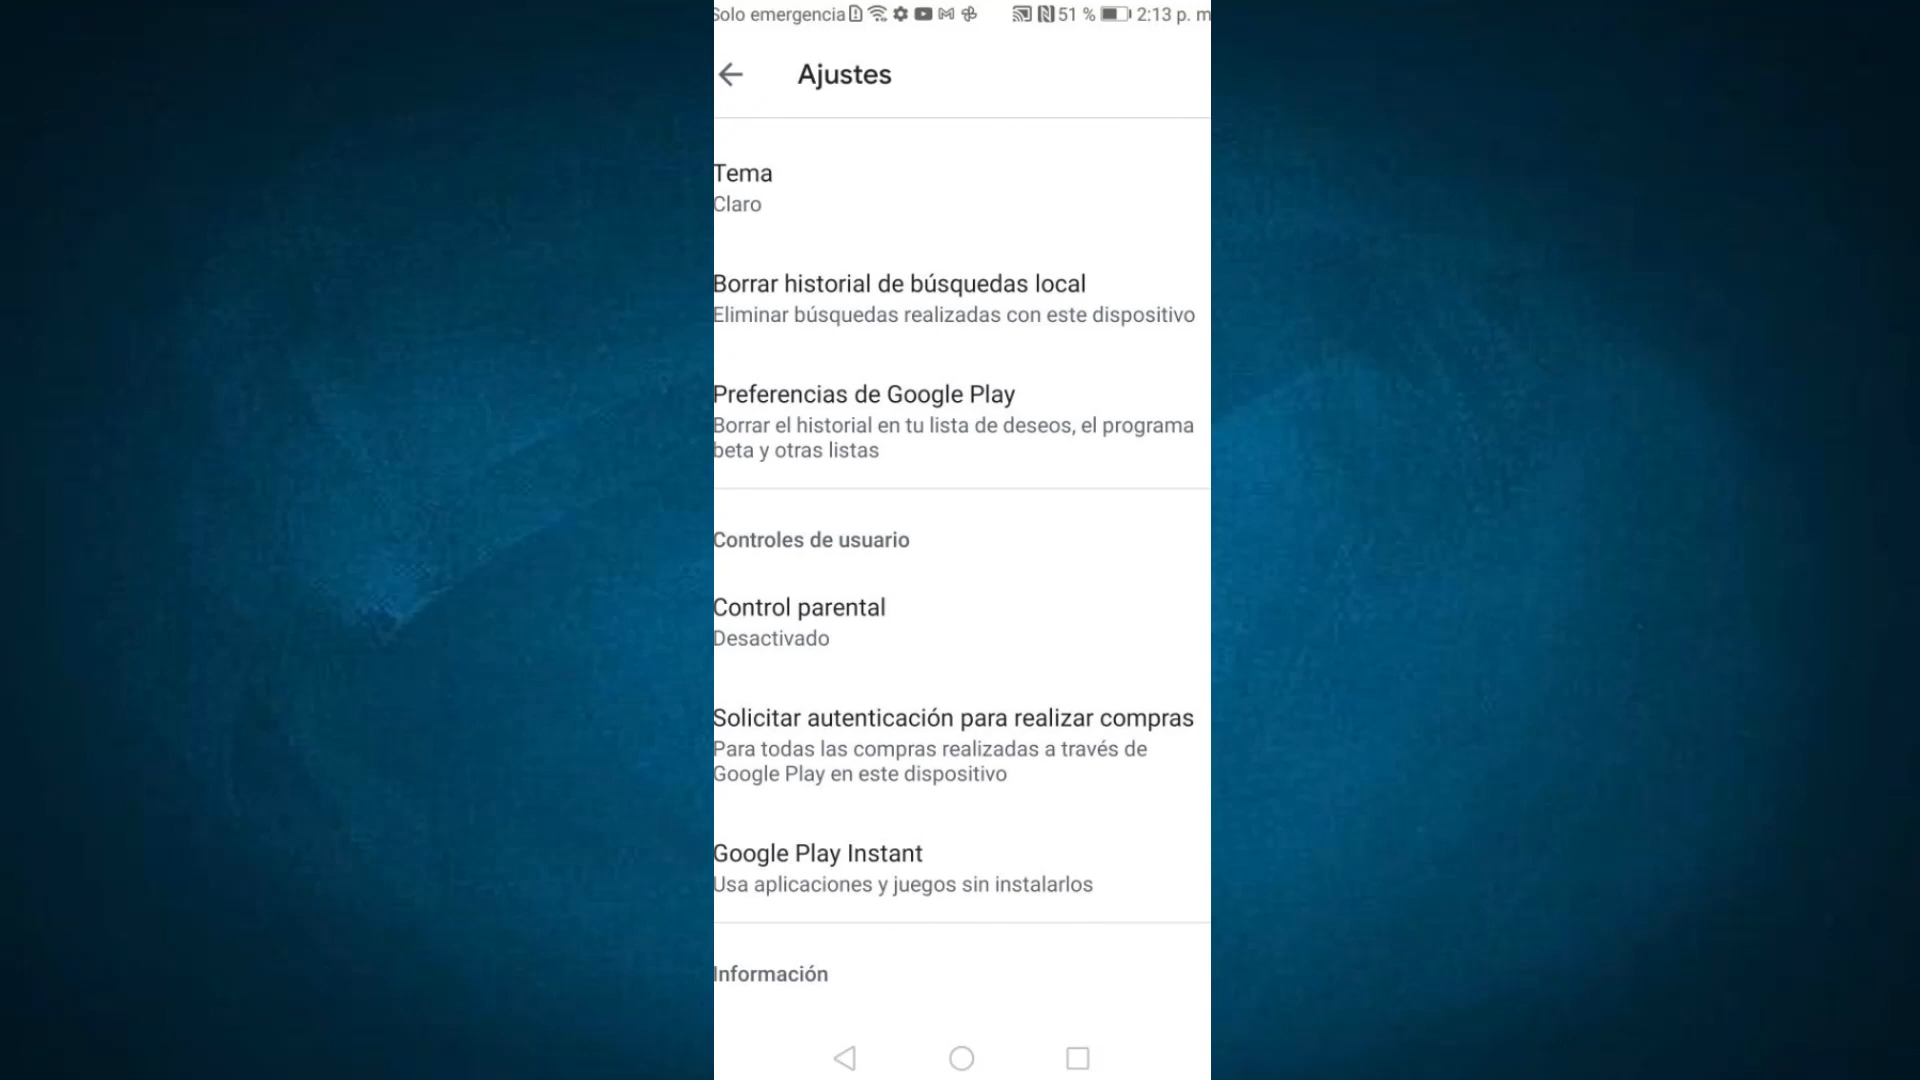 Solo emergencia 51 % 2:13 p. m
Ajustes
Tema
Claro
Borrar historial de búsquedas local
Eliminar búsquedas realizadas con este dispositivo
Preferencias de Google Play
Borrar el historial en tu lista de deseos, el programa
beta y otras listas
Controles de usuario
Control parental
Desactivado
Solicitar autenticación para realizar compras
Para todas las compras realizadas a través de
Google Play en este dispositivo
Google Play Instant
Usa aplicaciones y juegos sin instalarlos
Información